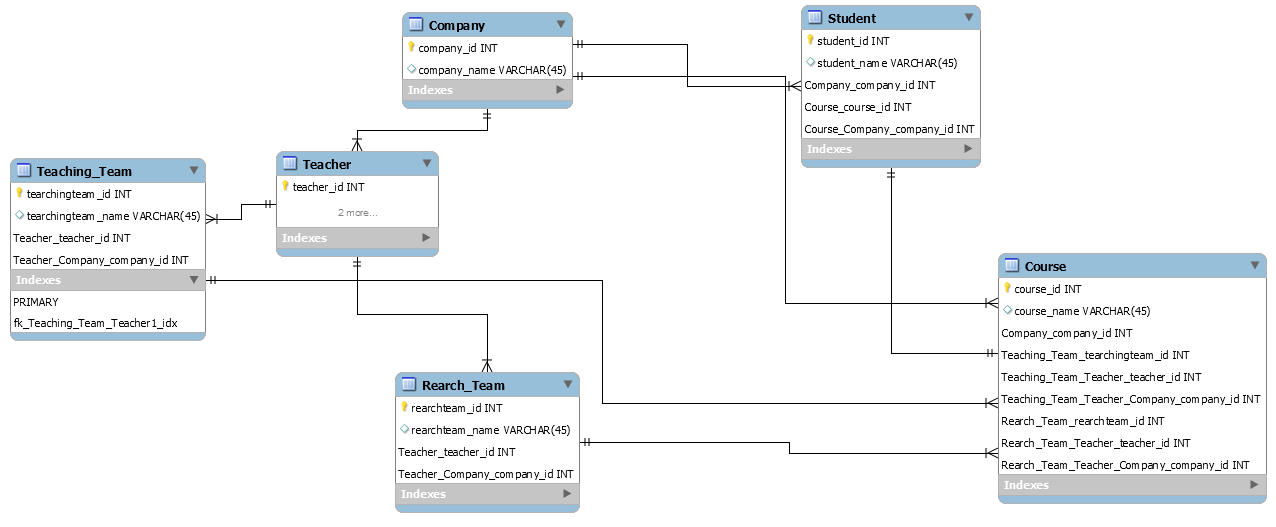 Company
company_id INT
company_name VARCHAR(45)
Indexes
Student
student_id INT
student_name VARCHAR(45)
Company_company_id INT
Course_course_id INT
Course_Company_company_id INT
Indexes
Teaching_Team
tearchingteam_id INT
tearchingteam_name VARCHAR(45)
Teacher_teacher_id INT
Teacher_Company_company_id INT
Indexes
PRIMARY
fk_Teaching_Team_Teacher1_idx
Teacher
teacher_id INT
2 more...
Indexes
Rearch_Team
rearchteam_id INT
rearchteam_name VARCHAR(45)
Teacher_teacher_id INT
Teacher_Company_company_id INT
Indexes
Course
course_id INT
course_name VARCHAR(45)
Company_company_id INT
Teaching_Team_tearchingteam_id INT
Teaching_Team_Teacher_teacher_id INT
Teaching_Team_Teacher_Company_company_id INT
Rearch_Team_rearchteam_id INT
Rearch_Team_Teacher_teacher_id INT
Rearch_Team_Teacher_Company_company_id INT
Indexes